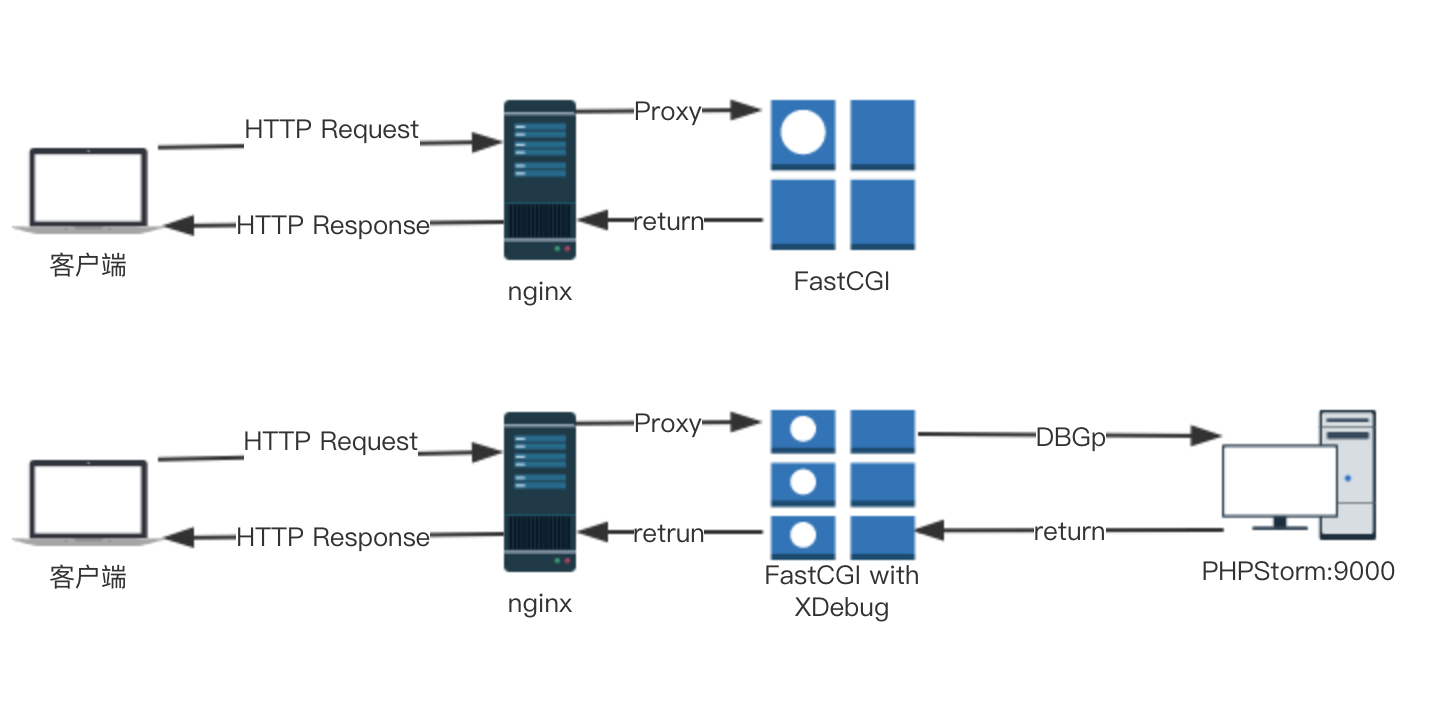 HTTP Request
Proxy
HTTP Response
return
客户端
nginx
FastCGI
HTTP Request
Proxy
DBGp
HTTP Response
retrun
return
客户端
nginx
FastCGI with
XDebug
PHPStorm:9000